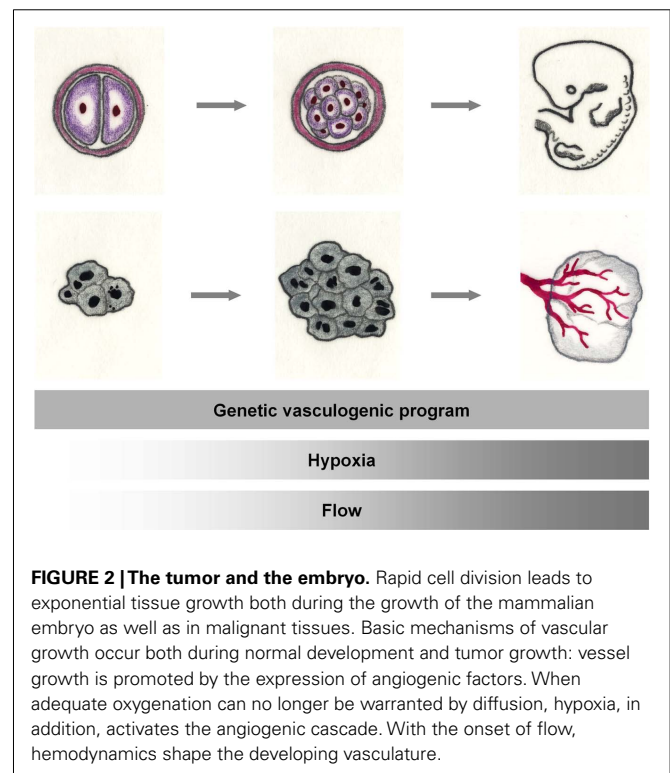 Genetic vasculogenic program
Hypoxia
Flow
FIGURE 2 | The tumor and the embryo. Rapid cell division leads to
exponential tissue growth both during the growth of the mammalian
embryo as well as in malignant tissues. Basic mechanisms of vascular
growth occur both during normal development and tumor growth: vessel
growth is promoted by the expression of angiogenic factors. When
adequate oxygenation can no longer be warranted by diffusion, hypoxia, in
addition, activates the angiogenic cascade. With the onset of flow,
hemodynamics shape the developing vasculature.